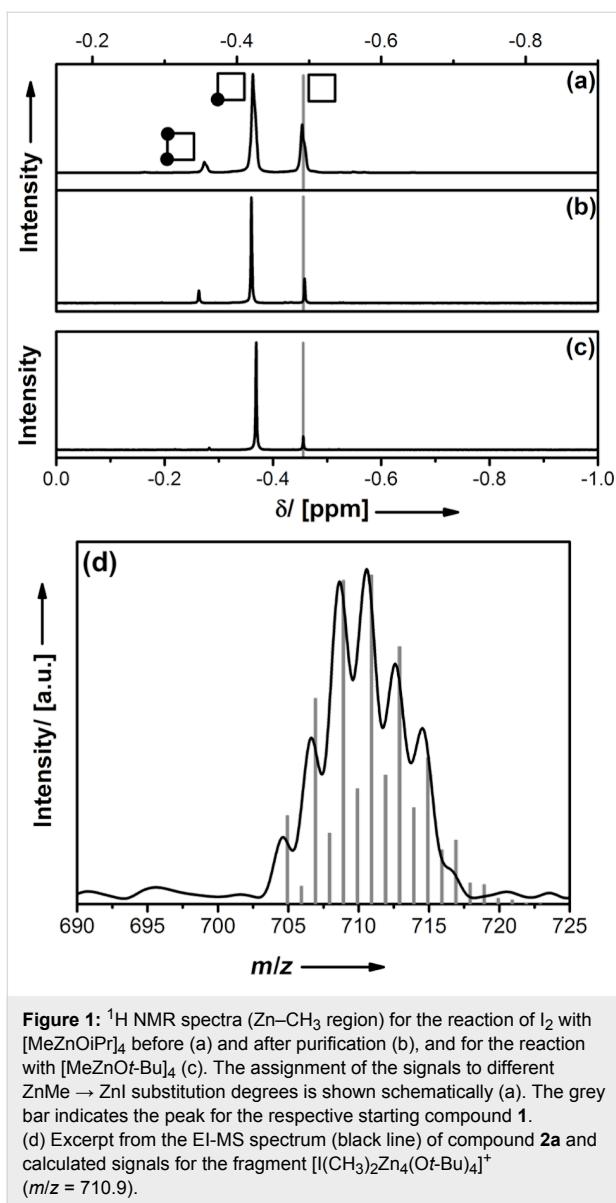 -0.2 -0.4 -0.6 -0.8
(a)
Intensity
(b)
Intensity
(c)
0.0 -0.2 -0.4 -0.6 -0.8 -1.0
δ/ [ppm]
(d)
Intensity/ [a.u.]
690 695 700 705 710 715 720 725
m/z
Figure 1: ¹H NMR spectra (Zn–CH₃ region) for the reaction of I₂ with
[MeZnOiPr]₄ before (a) and after purification (b), and for the reaction
with [MeZnOt-Bu]₄ (c). The assignment of the signals to different
ZnMe → ZnI substitution degrees is shown schematically (a). The grey
bar indicates the peak for the respective starting compound 1.
(d) Excerpt from the EI-MS spectrum (black line) of compound 2a and
calculated signals for the fragment [I(CH₃)₂Zn₄(Ot-Bu)₄]⁺
(m/z = 710.9).